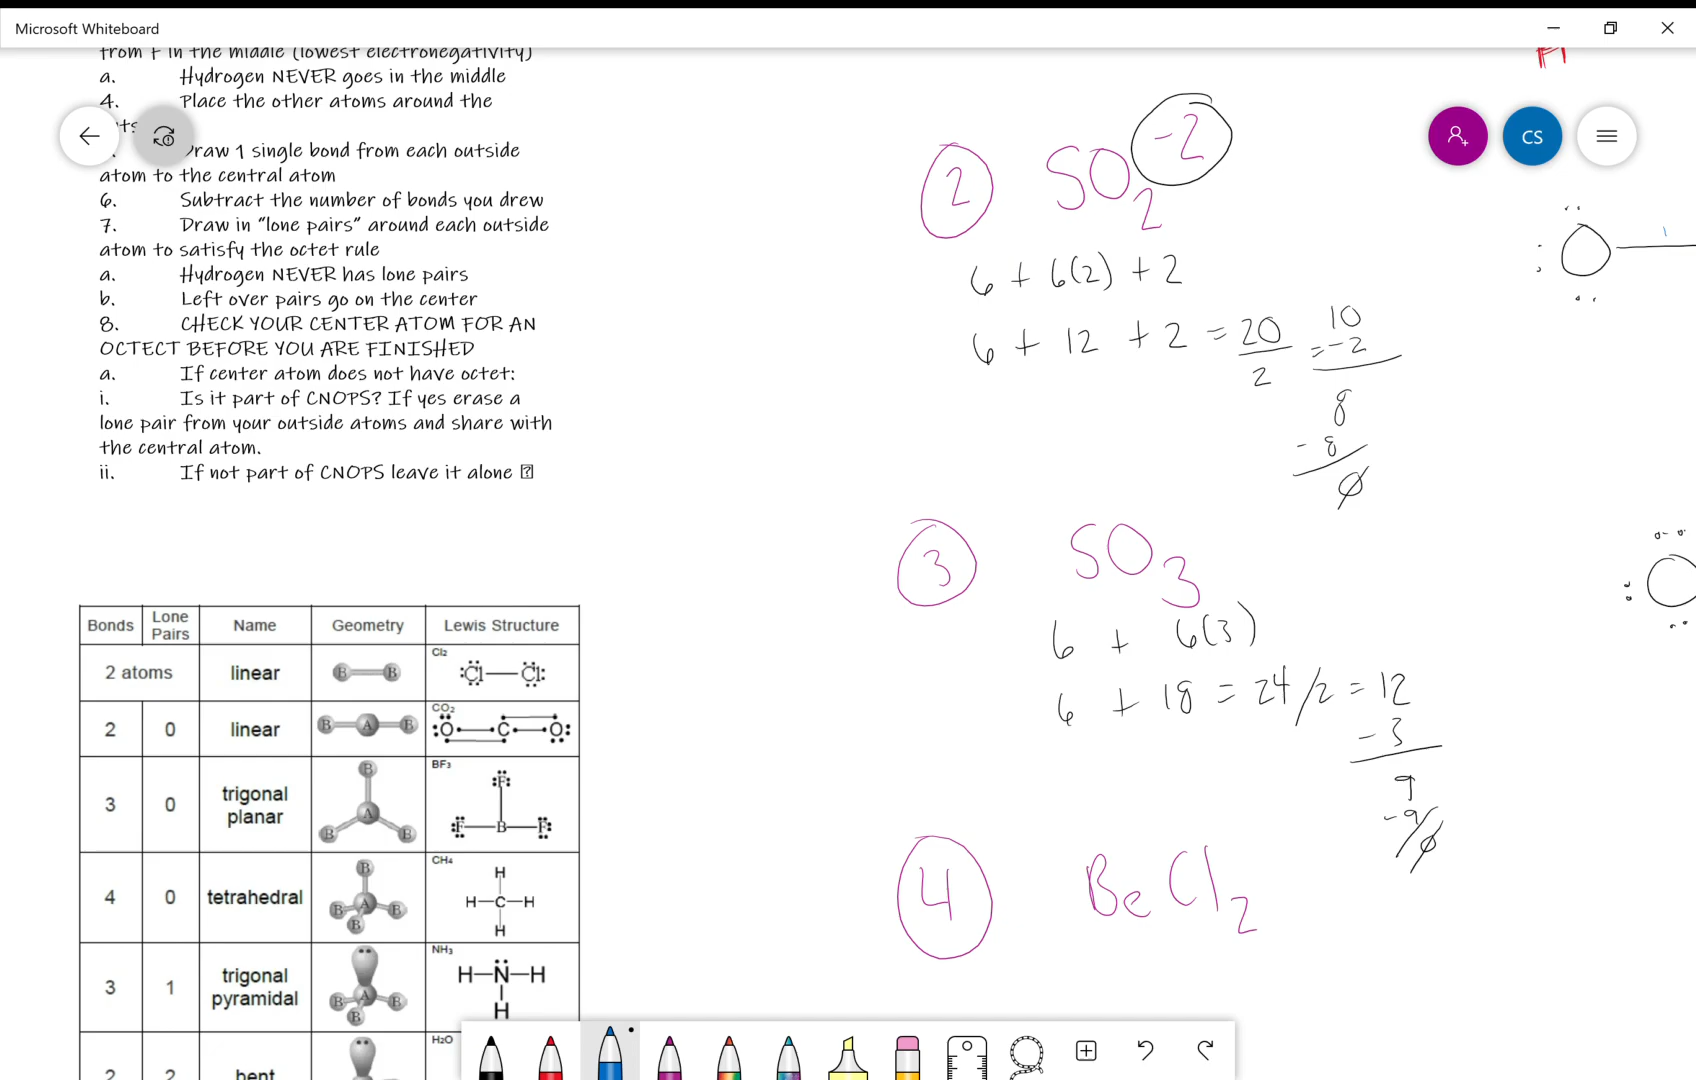 Microsoft Whiteboard
from F in the middle (lowest electronegativity)
a. Hydrogen NEVER goes in the middle
4. Place the other atoms around the
Draw 1 single bond from each outside
atom to the central atom
6. Subtract the number of bonds you drew
7. Draw in "lone pairs" around each outside
atom to satisfy the octet rule
a. Hydrogen NEVER has lone pairs
b. Left over pairs go on the center
8. CHECK YOUR CENTER ATOM FOR AN
OCTECT BEFORE YOU ARE FINISHED
a. If center atom does not have octet:
i. Is it part of CNOPS? If yes erase a
lone pair from your outside atoms and share with
the central atom.
ii. If not part of CNOPS leave it alone
Bonds Lone Pairs Name Geometry Lewis Structure
2 atoms linear B B Cl₂ Cl Cl
2 0 linear B A B CO₂ O C O
3 0 trigonal planar B A B B BF₃ F F B F
4 0 tetrahedral B A B B B CH₄ H H C H H
3 1 trigonal pyramidal A B B B NH₃ H N H H
2 2 bent H₂O
CS
2 SO₂ -2
6 + 6(2) + 2
6 + 12 + 2 = 20/2 = 10
-2
8
-8
0
3 SO₃
6 + 6(3)
6 + 18 = 24/2 = 12
-3
9
-9
0
4 BeCl₂
1